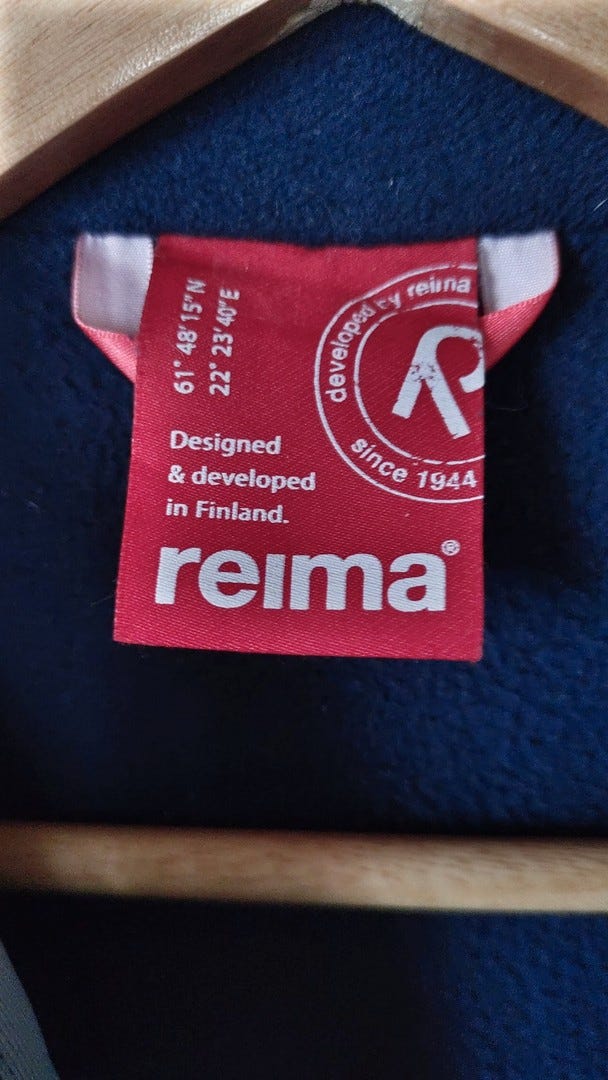 61° 48'15"N
22° 23'40"E
developed by reima
since 1944
Designed
& developed
in Finland.
reima®